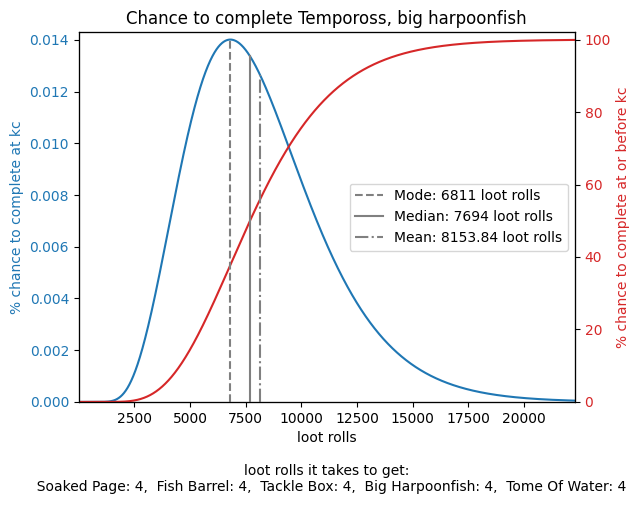 Chance to complete Tempoross, big harpoonfish
% chance to complete at kc
0.014
0.012
0.010
0.008
0.006
0.004
0.002
0.000
100
80
60
40
20
0
% chance to complete at or before kc
Mode: 6811 loot rolls
Median: 7694 loot rolls
Mean: 8153.84 loot rolls
2500 5000 7500 10000 12500 15000 17500 20000
loot rolls
loot rolls it takes to get:
Soaked Page: 4, Fish Barrel: 4, Tackle Box: 4, Big Harpoonfish: 4, Tome Of Water: 4